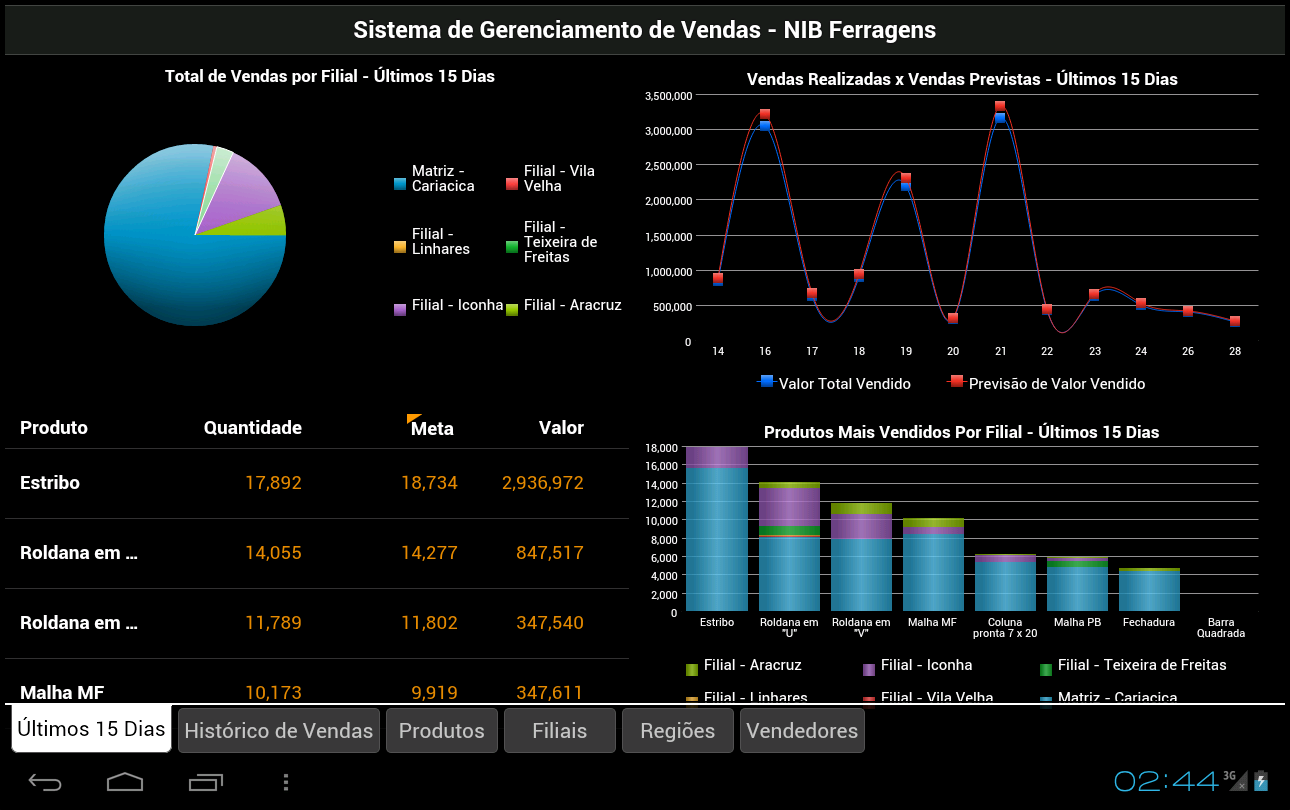 Sistema de Gerenciamento de Vendas - NIB Ferragens
Total de Vendas por Filial - Últimos 15 Dias
Matriz -
Cariacica
Filial - Vila
Velha
Filial -
Linhares
Filial -
Teixeira de
Freitas
Filial - Iconha
Filial - Aracruz
Vendas Realizadas x Vendas Previstas - Últimos 15 Dias
3,500,000
3,000,000
2,500,000
2,000,000
1,500,000
1,000,000
500,000
0
14 16 17 18 19 20 21 22 23 24 26 28
Valor Total Vendido Previsão de Valor Vendido
Produto Quantidade Meta Valor
Estribo 17,892 18,734 2,936,972
Roldana em ... 14,055 14,277 847,517
Roldana em ... 11,789 11,802 347,540
Malha MF 10,173 9,919 347,611
Produtos Mais Vendidos Por Filial - Últimos 15 Dias
18,000
16,000
14,000
12,000
10,000
8,000
6,000
4,000
2,000
0
Estribo
Roldana em
"U"
Roldana em
"V"
Malha MF
Coluna
pronta 7 x 20
Malha PB
Fechadura
Barra
Quadrada
Filial - Aracruz Filial - Iconha Filial - Teixeira de Freitas
Filial - Linhares Filial - Vila Velha Matriz - Cariacica
Últimos 15 Dias Histórico de Vendas Produtos Filiais Regiões Vendedores
02:44 3G